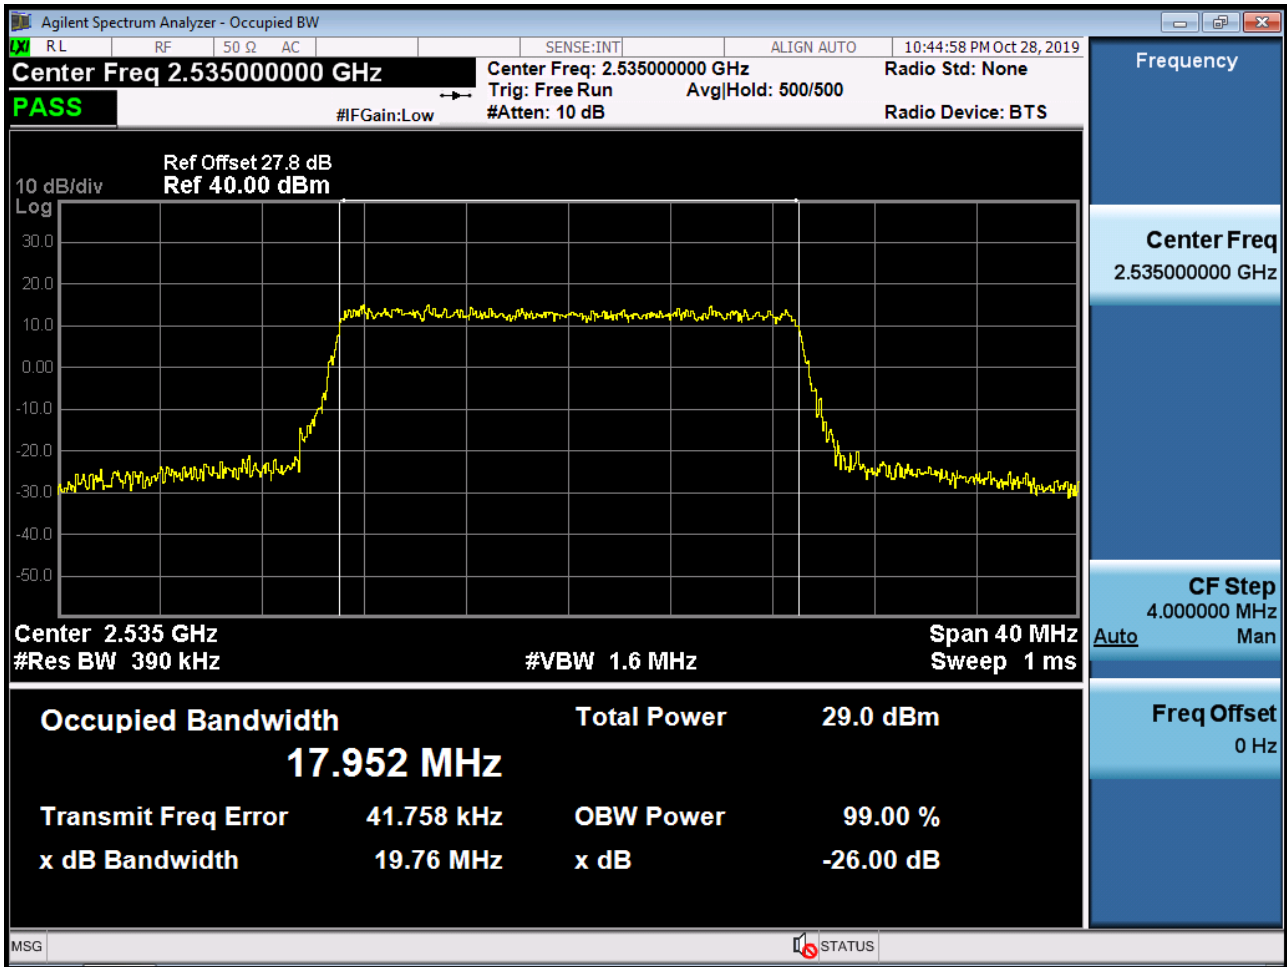 Agilent Spectrum Analyzer - Occupied BW
LXI RL RF 50 Ω AC SENSE:INT ALIGN AUTO 10:44:58 PM Oct 28, 2019
Center Freq 2.535000000 GHz
PASS
#IFGain:Low
Center Freq: 2.535000000 GHz
Trig: Free Run Avg|Hold: 500/500
#Atten: 10 dB
Radio Std: None
Radio Device: BTS
Ref Offset 27.8 dB
10 dB/div Ref 40.00 dBm
Log
30.0
20.0
10.0
0.00
-10.0
-20.0
-30.0
-40.0
-50.0
Center 2.535 GHz Span 40 MHz
#Res BW 390 kHz #VBW 1.6 MHz Sweep 1 ms
Occupied Bandwidth Total Power 29.0 dBm
17.952 MHz
Transmit Freq Error 41.758 kHz OBW Power 99.00 %
x dB Bandwidth 19.76 MHz x dB -26.00 dB
Frequency
Center Freq
2.535000000 GHz
CF Step
4.000000 MHz
Auto Man
Freq Offset
0 Hz
MSG STATUS